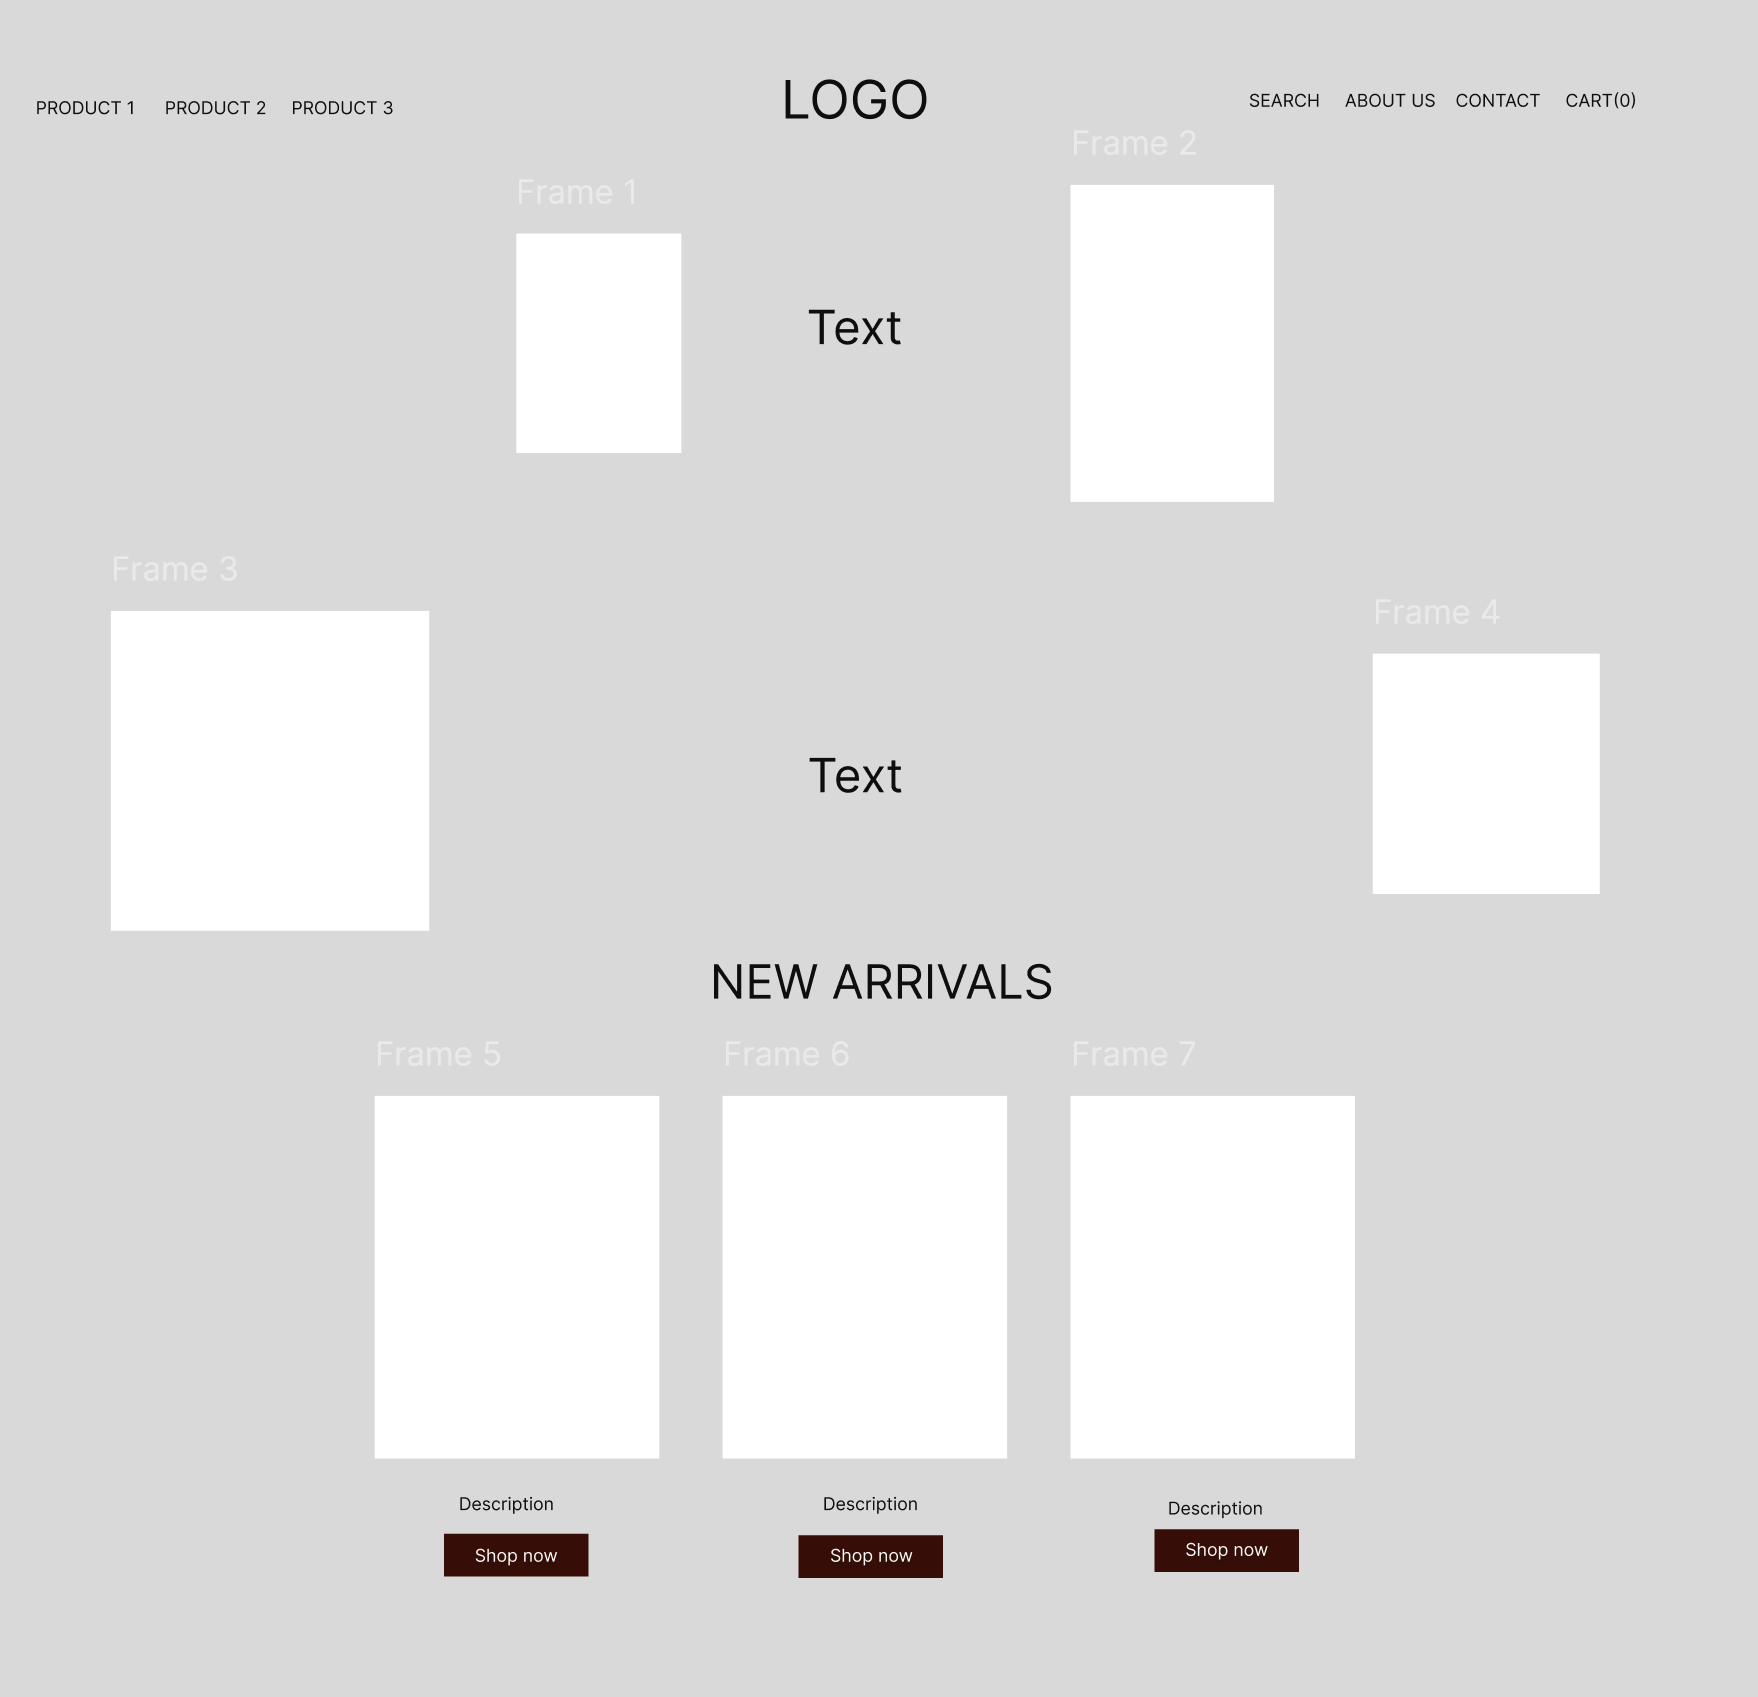 LOGO
PRODUCT 1 PRODUCT 2 PRODUCT 3
SEARCH ABOUT US CONTACT CART(0)
Frame 2
Frame 1
Text
Frame 3
Frame 4
Text
NEW ARRIVALS
Frame 5 Frame 6 Frame 7
Description Description Description
Shop now Shop now Shop now